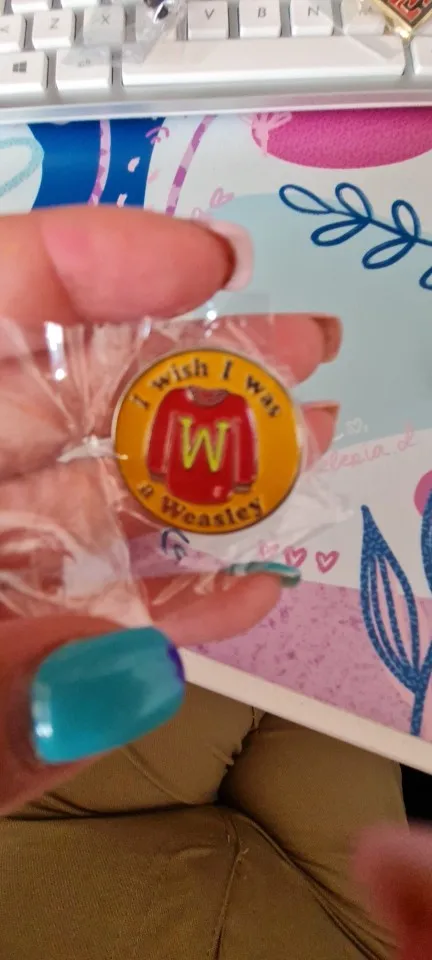 Z X V B N
I wish I was
W
a Weasley